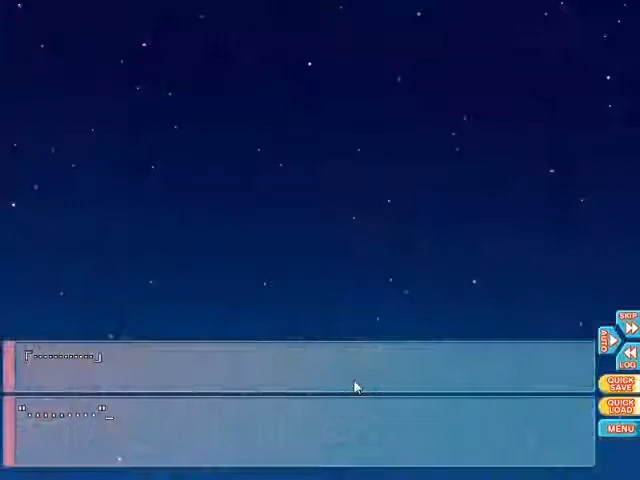 「…………」
"........."_
SKIP
AUTO
LOG
QUICK
SAVE
QUICK
LOAD
MENU